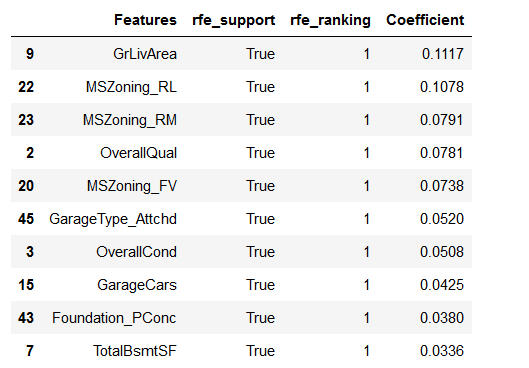 Features rfe_support rfe_ranking Coefficient
9 GrLivArea True 1 0.1117
22 MSZoning_RL True 1 0.1078
23 MSZoning_RM True 1 0.0791
2 OverallQual True 1 0.0781
20 MSZoning_FV True 1 0.0738
45 GarageType_Attchd True 1 0.0520
3 OverallCond True 1 0.0508
15 GarageCars True 1 0.0425
43 Foundation_PConc True 1 0.0380
7 TotalBsmtSF True 1 0.0336